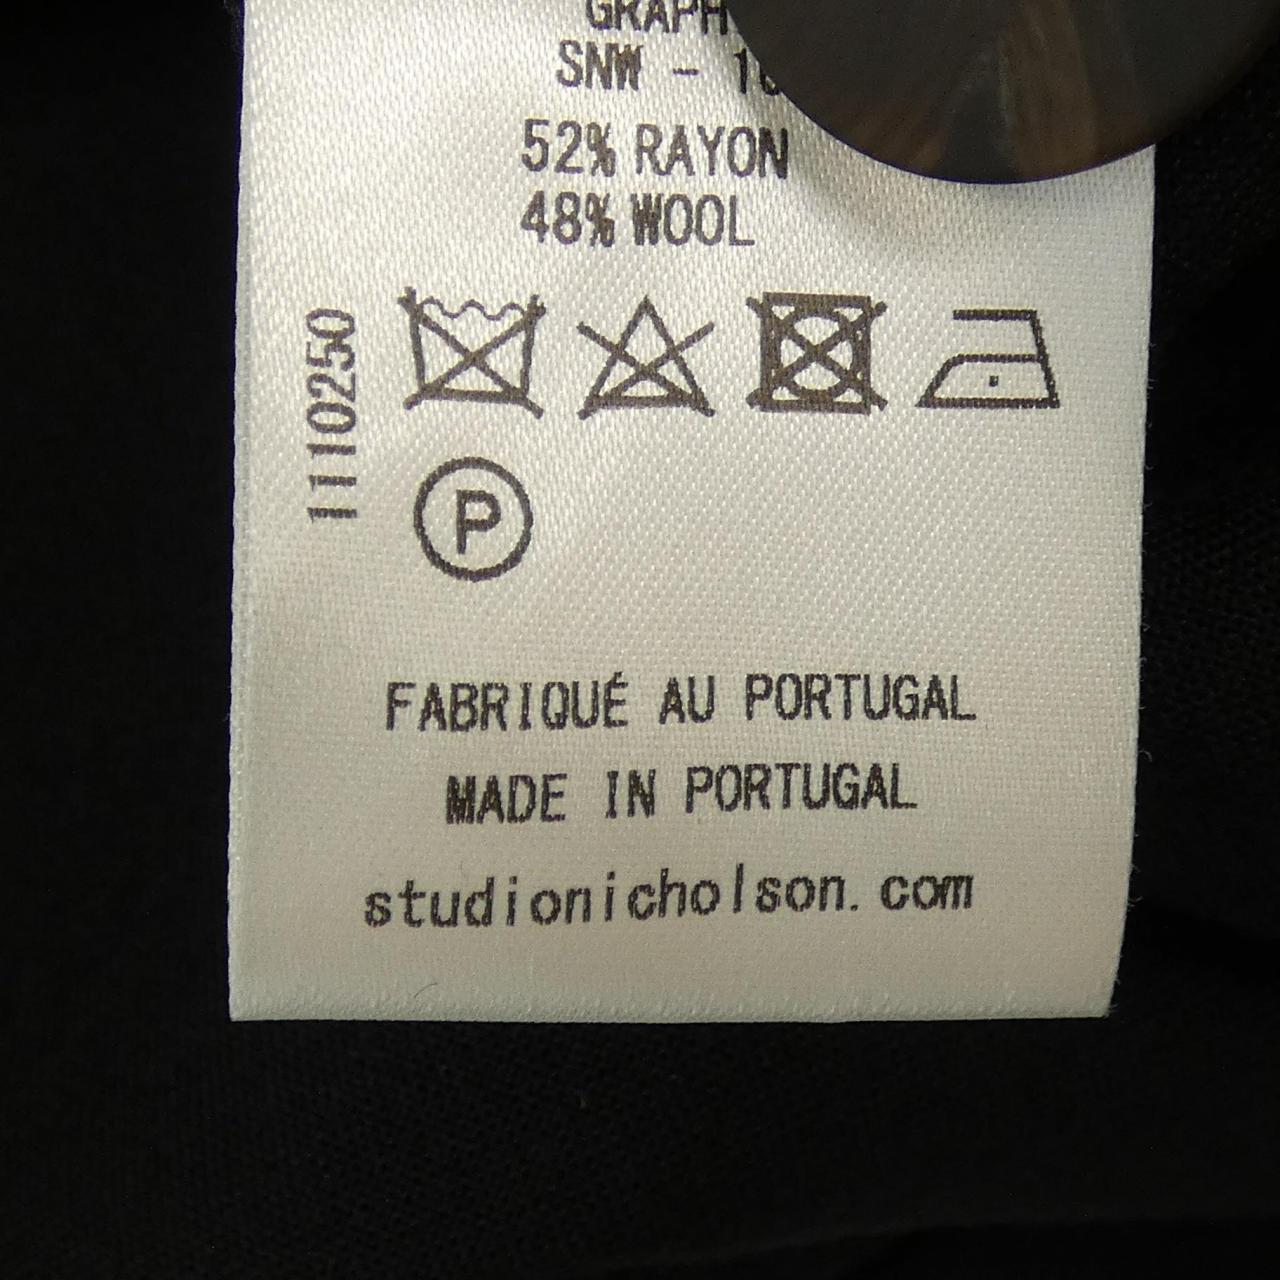 SNW -
52% RAYON
48% WOOL
1110250
P
FABRIQUÉ AU PORTUGAL
MADE IN PORTUGAL
studionicholson.com